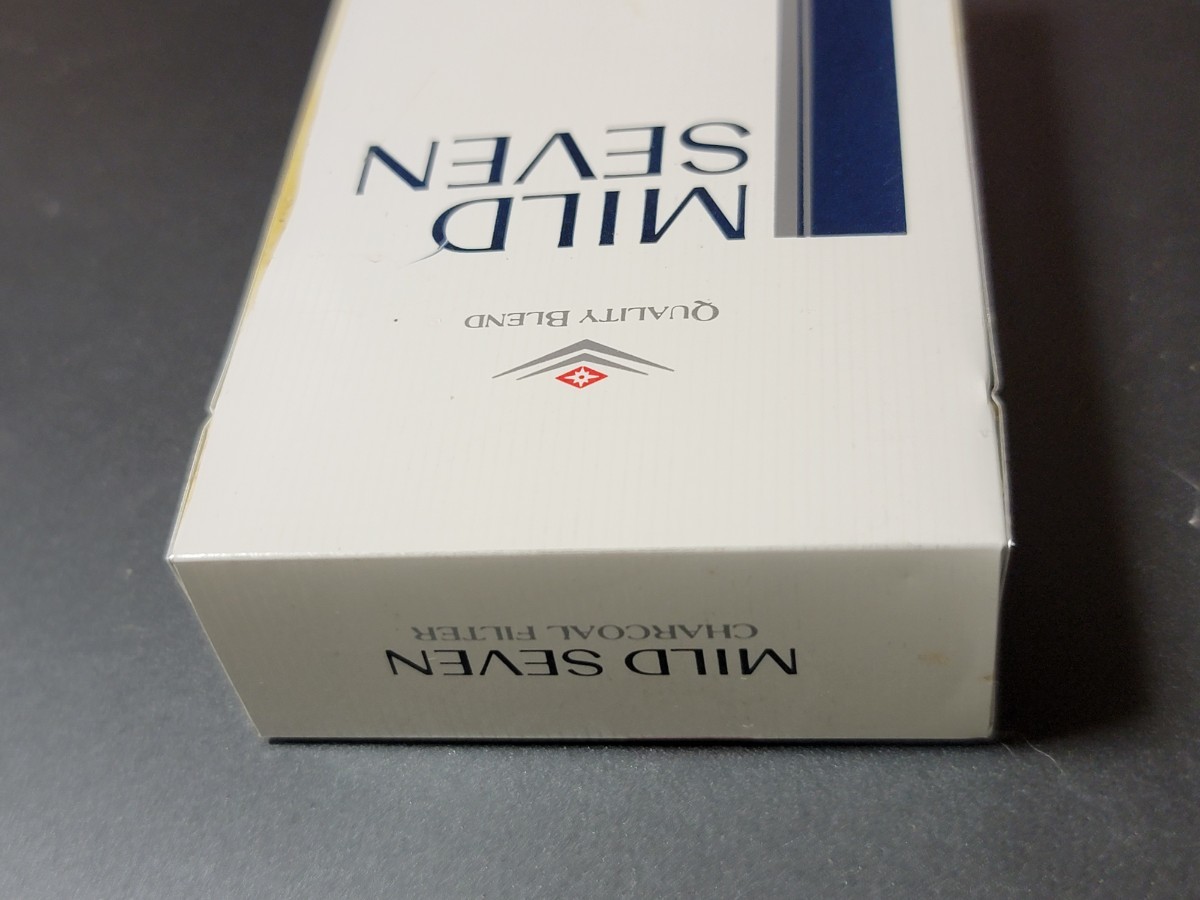 QUALITY BLEND
MILD
SEVEN
MILD SEVEN
CHARCOAL FILTER